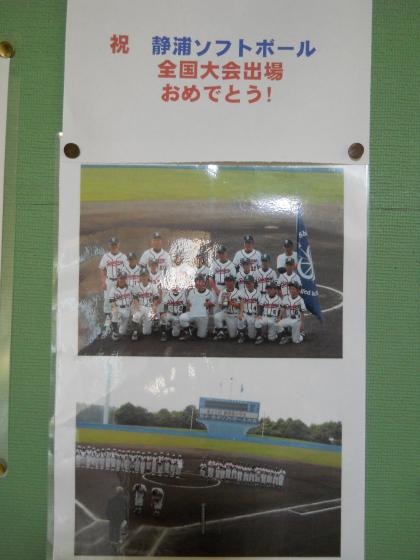 祝 静浦ソフトボール
全国大会出場
おめでとう!